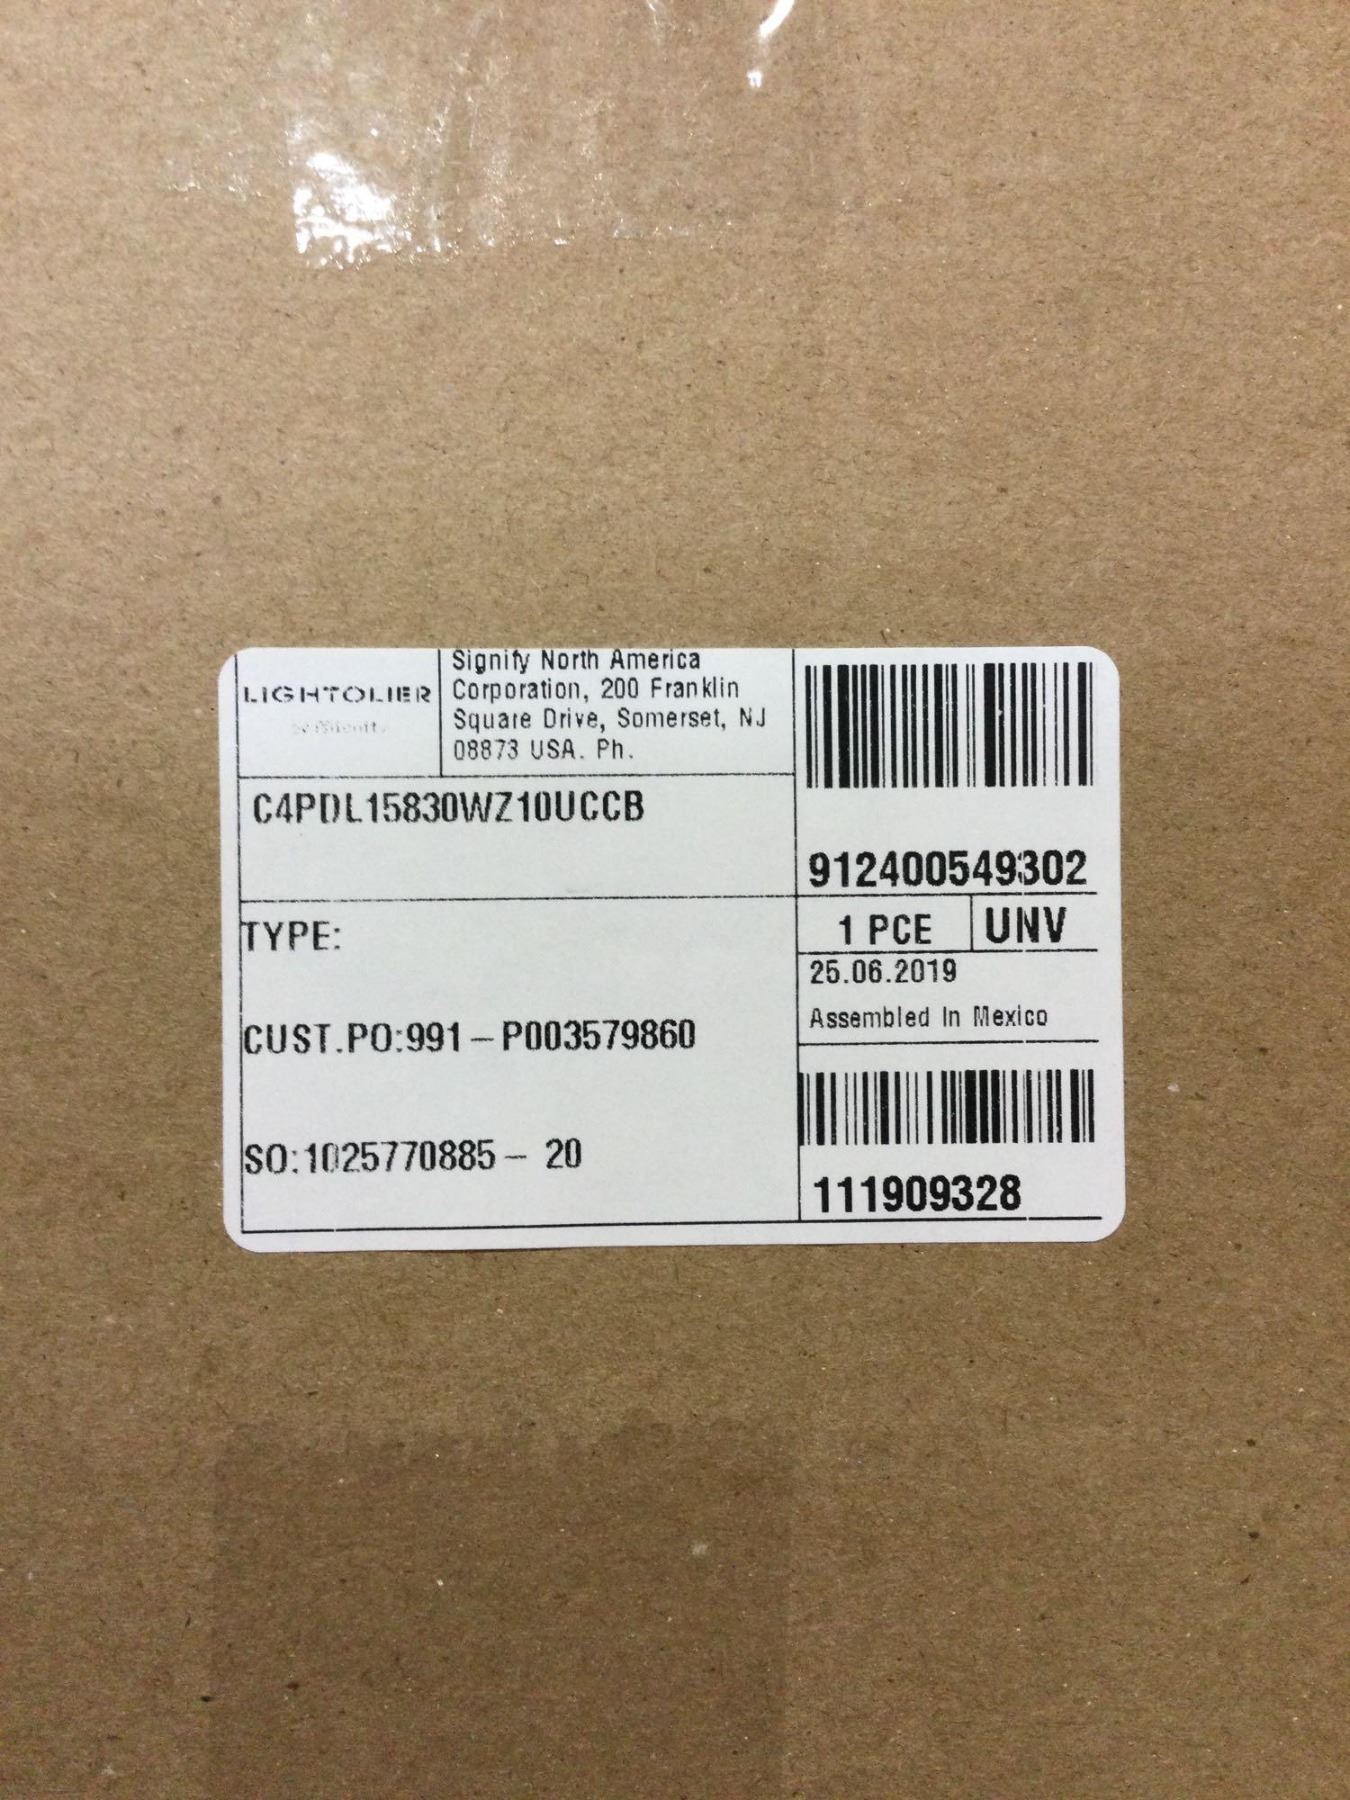 LIGHTOLIER
Signify North America
Corporation, 200 Franklin
Square Drive, Somerset, NJ
08873 USA. Ph.
C4PDL15830WZ10UCCB
912400549302
1 PCE
UNV
TYPE:
25.06.2019
Assembled In Mexico
CUST.PO:991-P003579860
SO:1025770885- 20
111909328